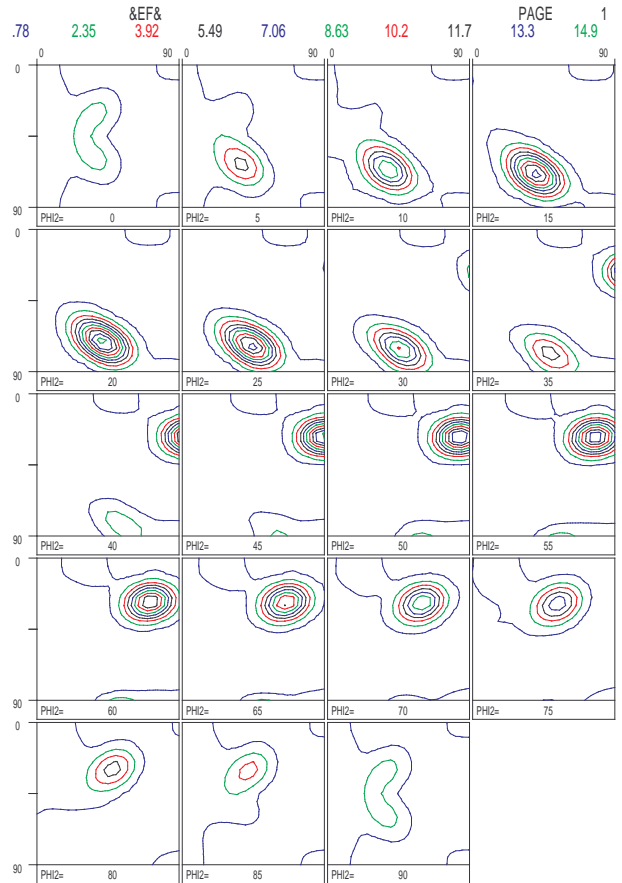 &EF& PAGE 1
.78 2.35 3.92 5.49 7.06 8.63 10.2 11.7 13.3 14.9
0 90 0 90 0 90
0
90 PHI2= 0 PHI2= 5 PHI2= 10 PHI2= 15
0
90 PHI2= 20 PHI2= 25 PHI2= 30 PHI2= 35
0
90 PHI2= 40 PHI2= 45 PHI2= 50 PHI2= 55
0
90 PHI2= 60 PHI2= 65 PHI2= 70 PHI2= 75
0
90 PHI2= 80 PHI2= 85 PHI2= 90